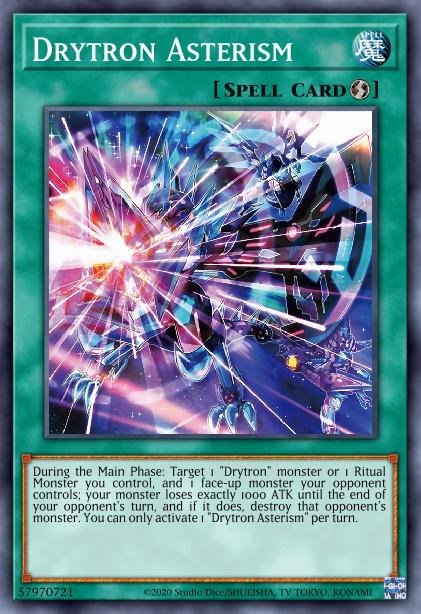 Drytron Asterism
SPELL
魔
[Spell Card]
During the Main Phase: Target 1 "Drytron" monster or 1 Ritual
Monster you control, and 1 face-up monster your opponent
controls; your monster loses exactly 1000 ATK until the end
of your opponent's turn, and if it does, destroy that opponent's
monster. You can only activate 1 "Drytron Asterism" per turn.
57970721
©2020 Studio Dice/SHUEISHA, TV TOKYO, KONAMI